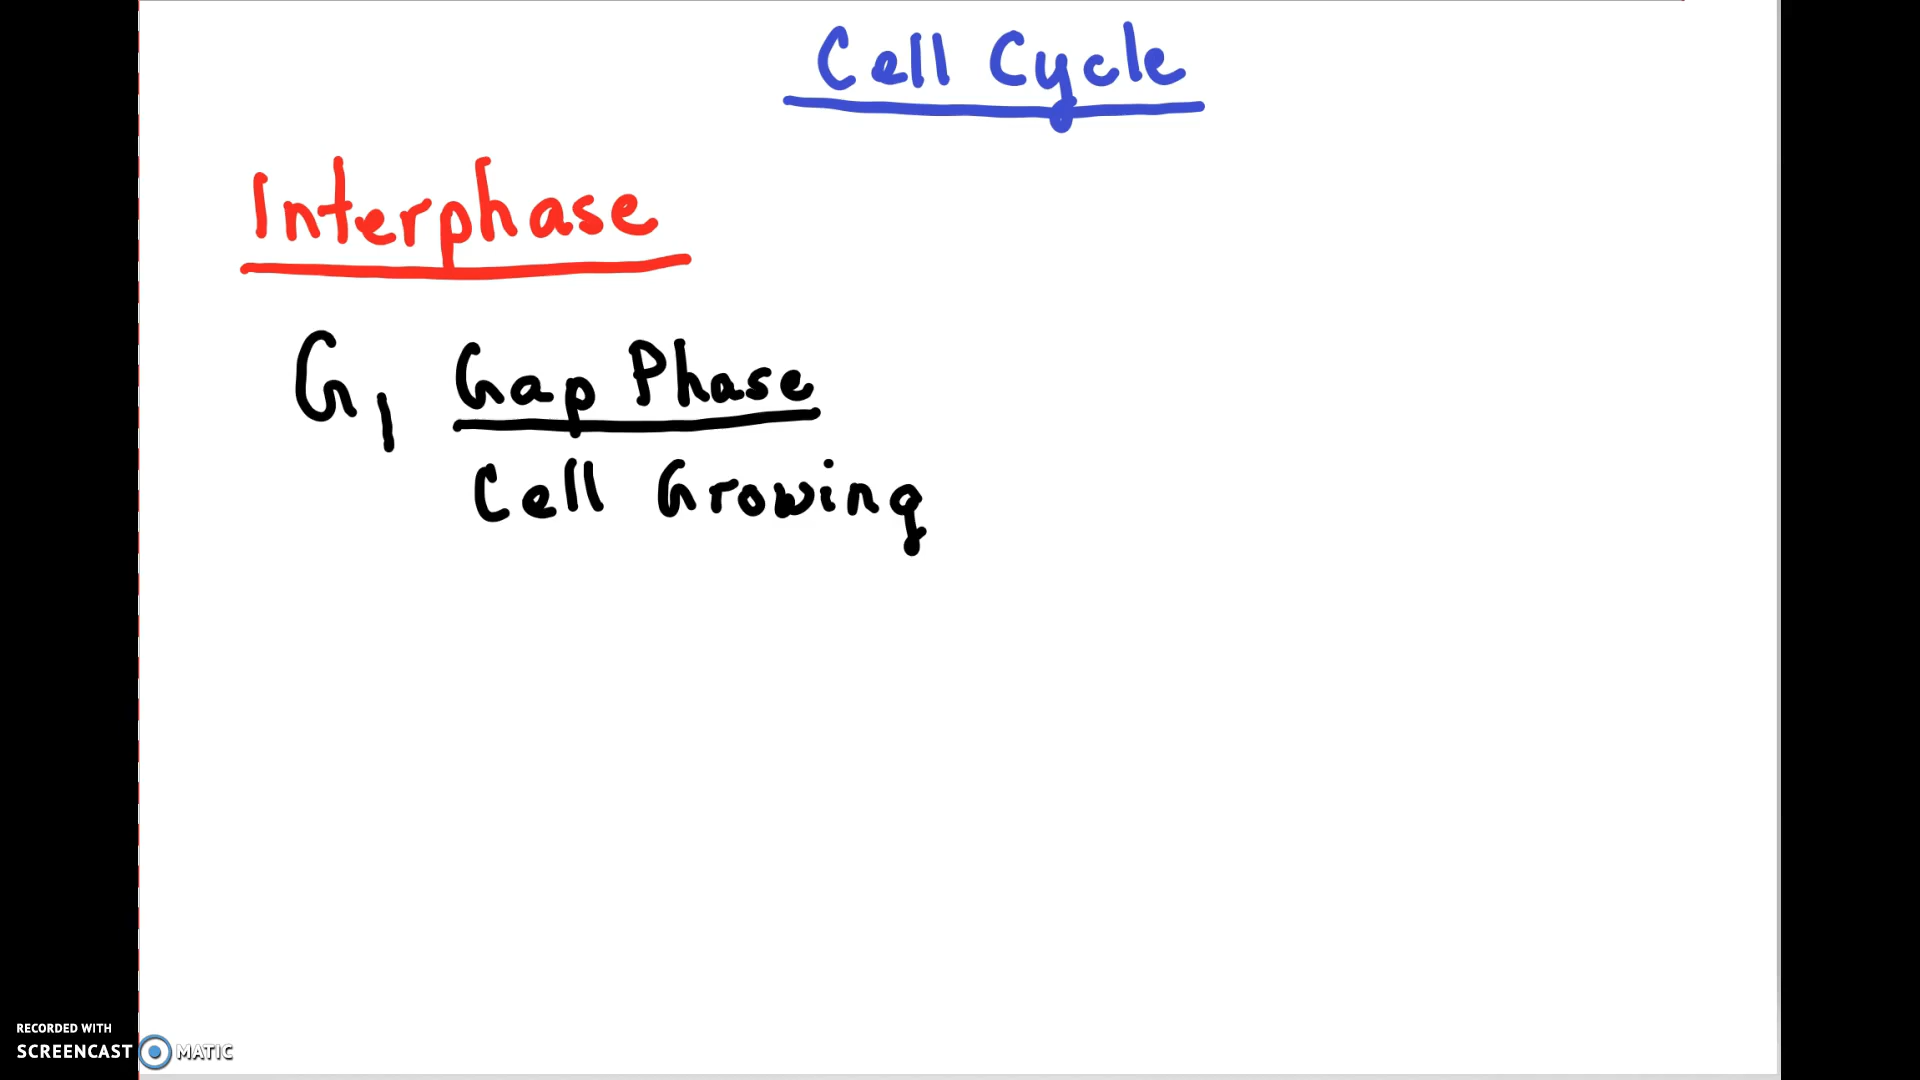 Cell Cycle
Interphase
G1 Gap Phase
Cell Growing
RECORDED WITH
SCREENCAST MATIC